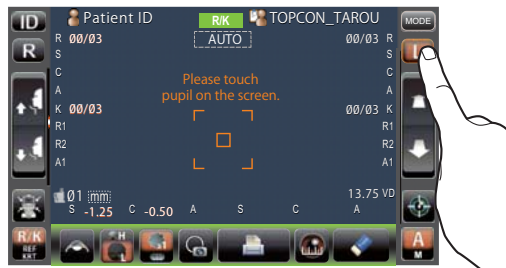 ID Patient ID R/K TOPCON_TAROU MODE
R R 00/03 AUTO 00/03 R L
S S
C Please touch C
A pupil on the screen. A
K 00/03 00/03 K
R1 R1
R2 R2
A1 A1
01 mm 13.75 VD
S -1.25 C -0.50 A S C A
R/K REF KRT H A M